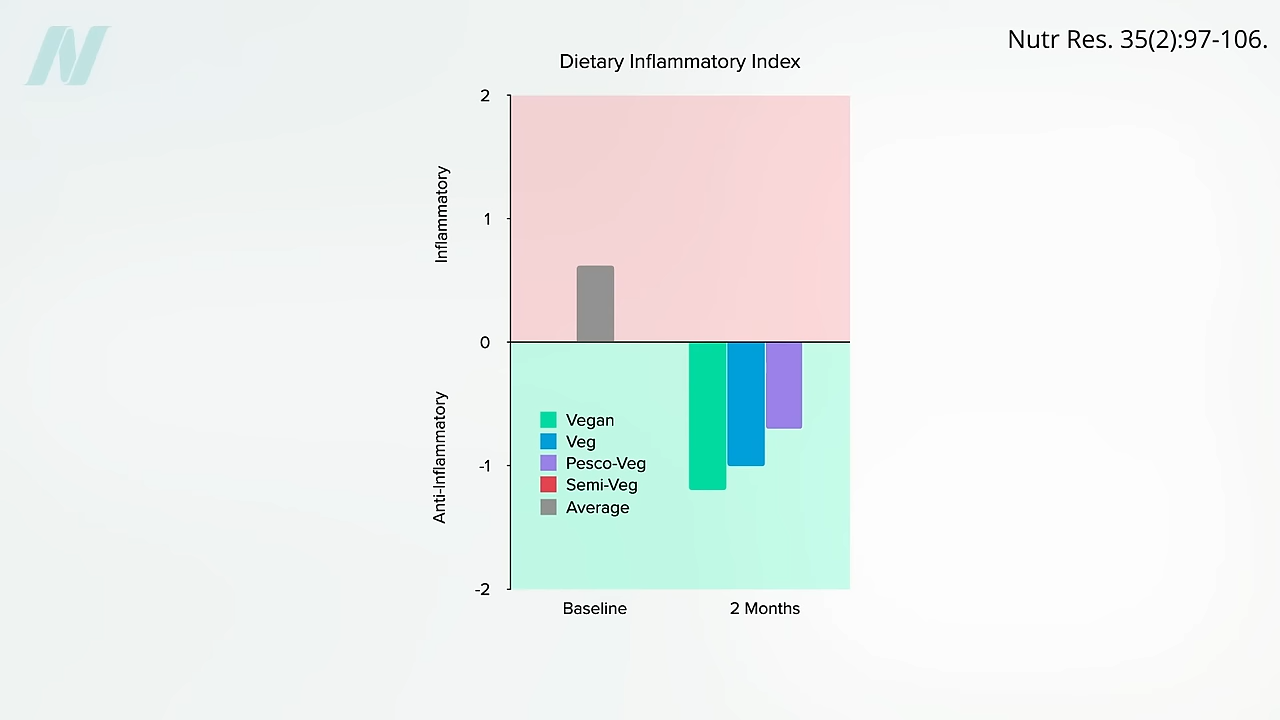 Nutr Res. 35(2):97-106.
Dietary Inflammatory Index
2
1
0
-1
-2
Inflammatory
Anti-Inflammatory
Vegan
Veg
Pesco-Veg
Semi-Veg
Average
Baseline
2 Months